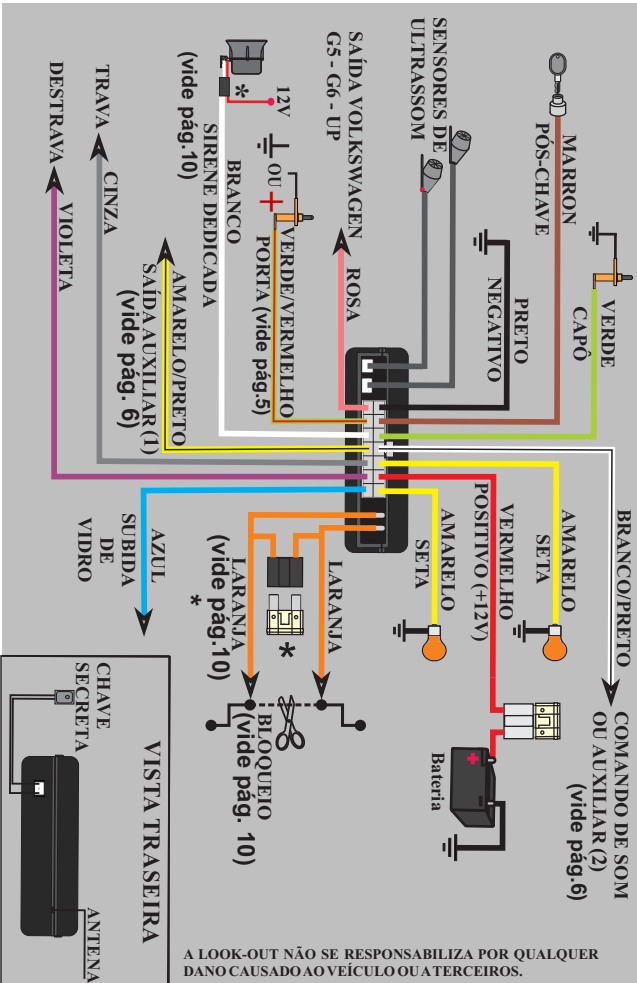 MARRON
PÓS-CHAVE
VERDE
CAPÔ
PRETO
NEGATIVO
SENSORES DE
ULTRASSOM
SAÍDA VOLKSWAGEN
G5 - G6 - UP
ROSA
12V
*
(vide pág.10)
BRANCO
SIRENE DEDICADA
OU +
VERDE/VERMELHO
PORTA (vide pág.5)
TRAVA
CINZA
DESTRAVA
VIOLETA
AMARELO/PRETO
SAÍDA AUXILIAR (1)
(vide pág. 6)
BRANCO/PRETO
COMANDO DE SOM
OU AUXILIAR (2)
(vide pág.6)
AMARELO
SETA
VERMELHO
POSITIVO (+12V)
+
Bateria
AMARELO
SETA
LARANJA
*
LARANJA
(vide pág.10) *
BLOQUEIO
(vide pág. 10)
AZUL
SUBIDA
DE
VIDRO
VISTA TRASEIRA
CHAVE
SECRETA
ANTENA
A LOOK-OUT NÃO SE RESPONSABILIZA POR QUALQUER
DANO CAUSADO AO VEÍCULO OU A TERCEIROS.